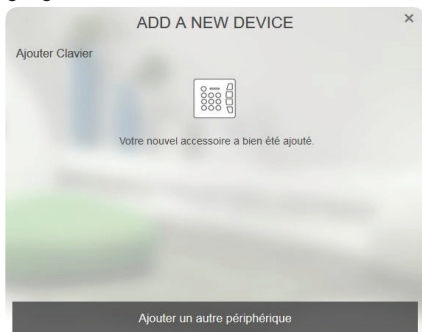 ADD A NEW DEVICE
×
Ajouter Clavier
Votre nouvel accessoire a bien été ajouté.
Ajouter un autre périphérique